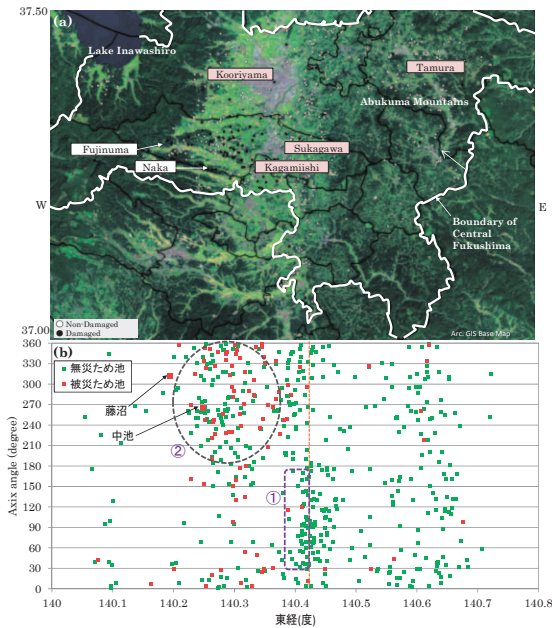 37.50
(a)
Lake Inawashiro
Kooriyama
Tamura
Abukuma Mountains
Fujinuma
Sukagawa
Naka
Kagamiishi
W
E
Boundary of
Central
Fukushima
Non-Damaged
Damaged
Arc. GIS Base Map
37.00
(b)
無災ため池
被災ため池
藤沼
中池
②
①
Axix angle (degree)
360
330
300
270
240
210
180
150
120
90
60
30
0
140 140.1 140.2 140.3 140.4 140.5 140.6 140.7 140.8
東経(度)